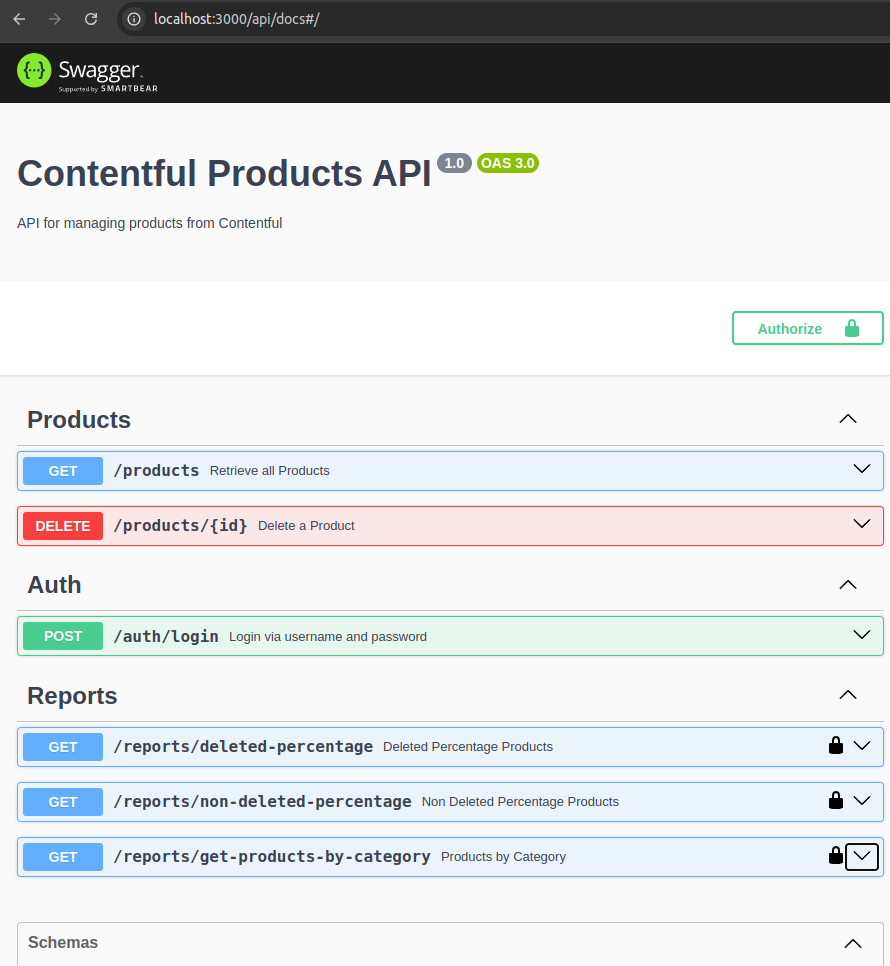 localhost:3000/api/docs#/
{···} Swagger™
Supported by SMARTBEAR
Contentful Products API 1.0 OAS 3.0
API for managing products from Contentful
Authorize
Products
GET /products Retrieve all Products
DELETE /products/{id} Delete a Product
Auth
POST /auth/login Login via username and password
Reports
GET /reports/deleted-percentage Deleted Percentage Products
GET /reports/non-deleted-percentage Non Deleted Percentage Products
GET /reports/get-products-by-category Products by Category
Schemas